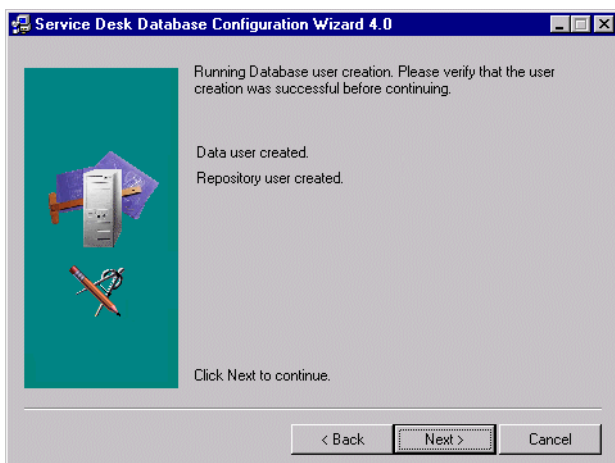 Service Desk Database Configuration Wizard 4.0
Running Database user creation. Please verify that the user
creation was successful before continuing.
Data user created.
Repository user created.
Click Next to continue.
< Back
Next >
Cancel